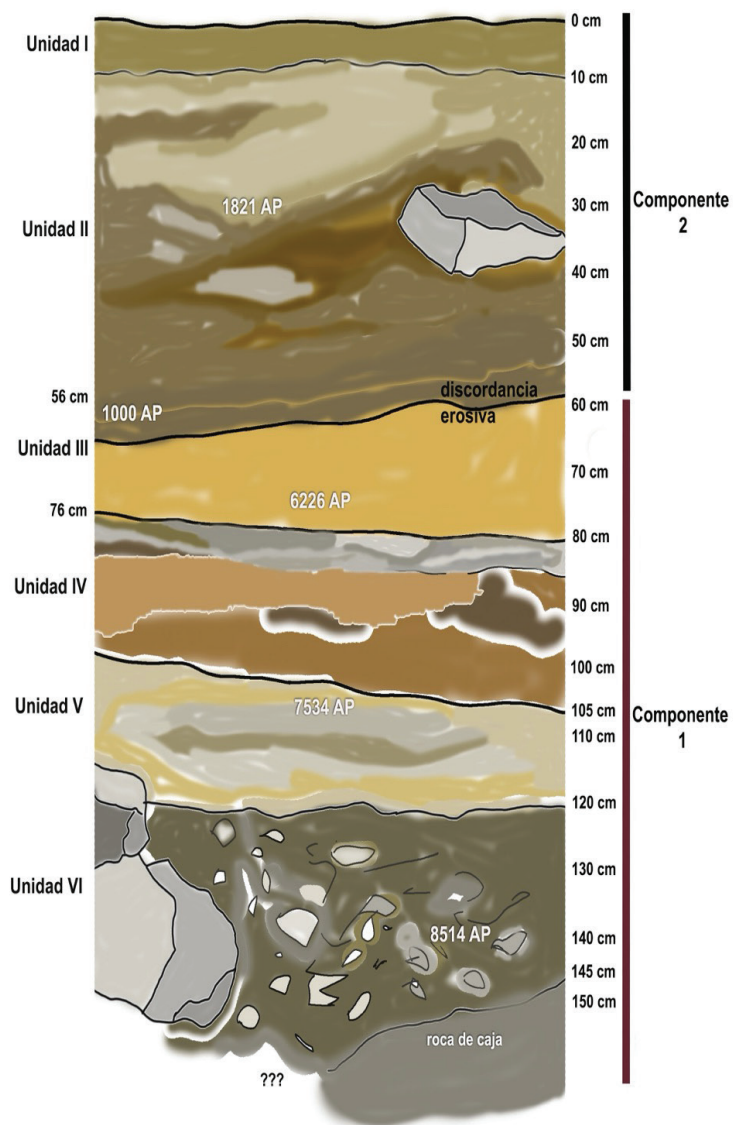 0 cm
Unidad I
10 cm
20 cm
1821 AP
30 cm
Componente
2
Unidad II
40 cm
50 cm
discordancia
erosiva
56 cm
1000 AP
60 cm
Unidad III
70 cm
6226 AP
76 cm
80 cm
Unidad IV
90 cm
100 cm
Unidad V
7534 AP
105 cm
Componente
1
110 cm
120 cm
130 cm
Unidad VI
8514 AP
140 cm
145 cm
150 cm
roca de caja
???